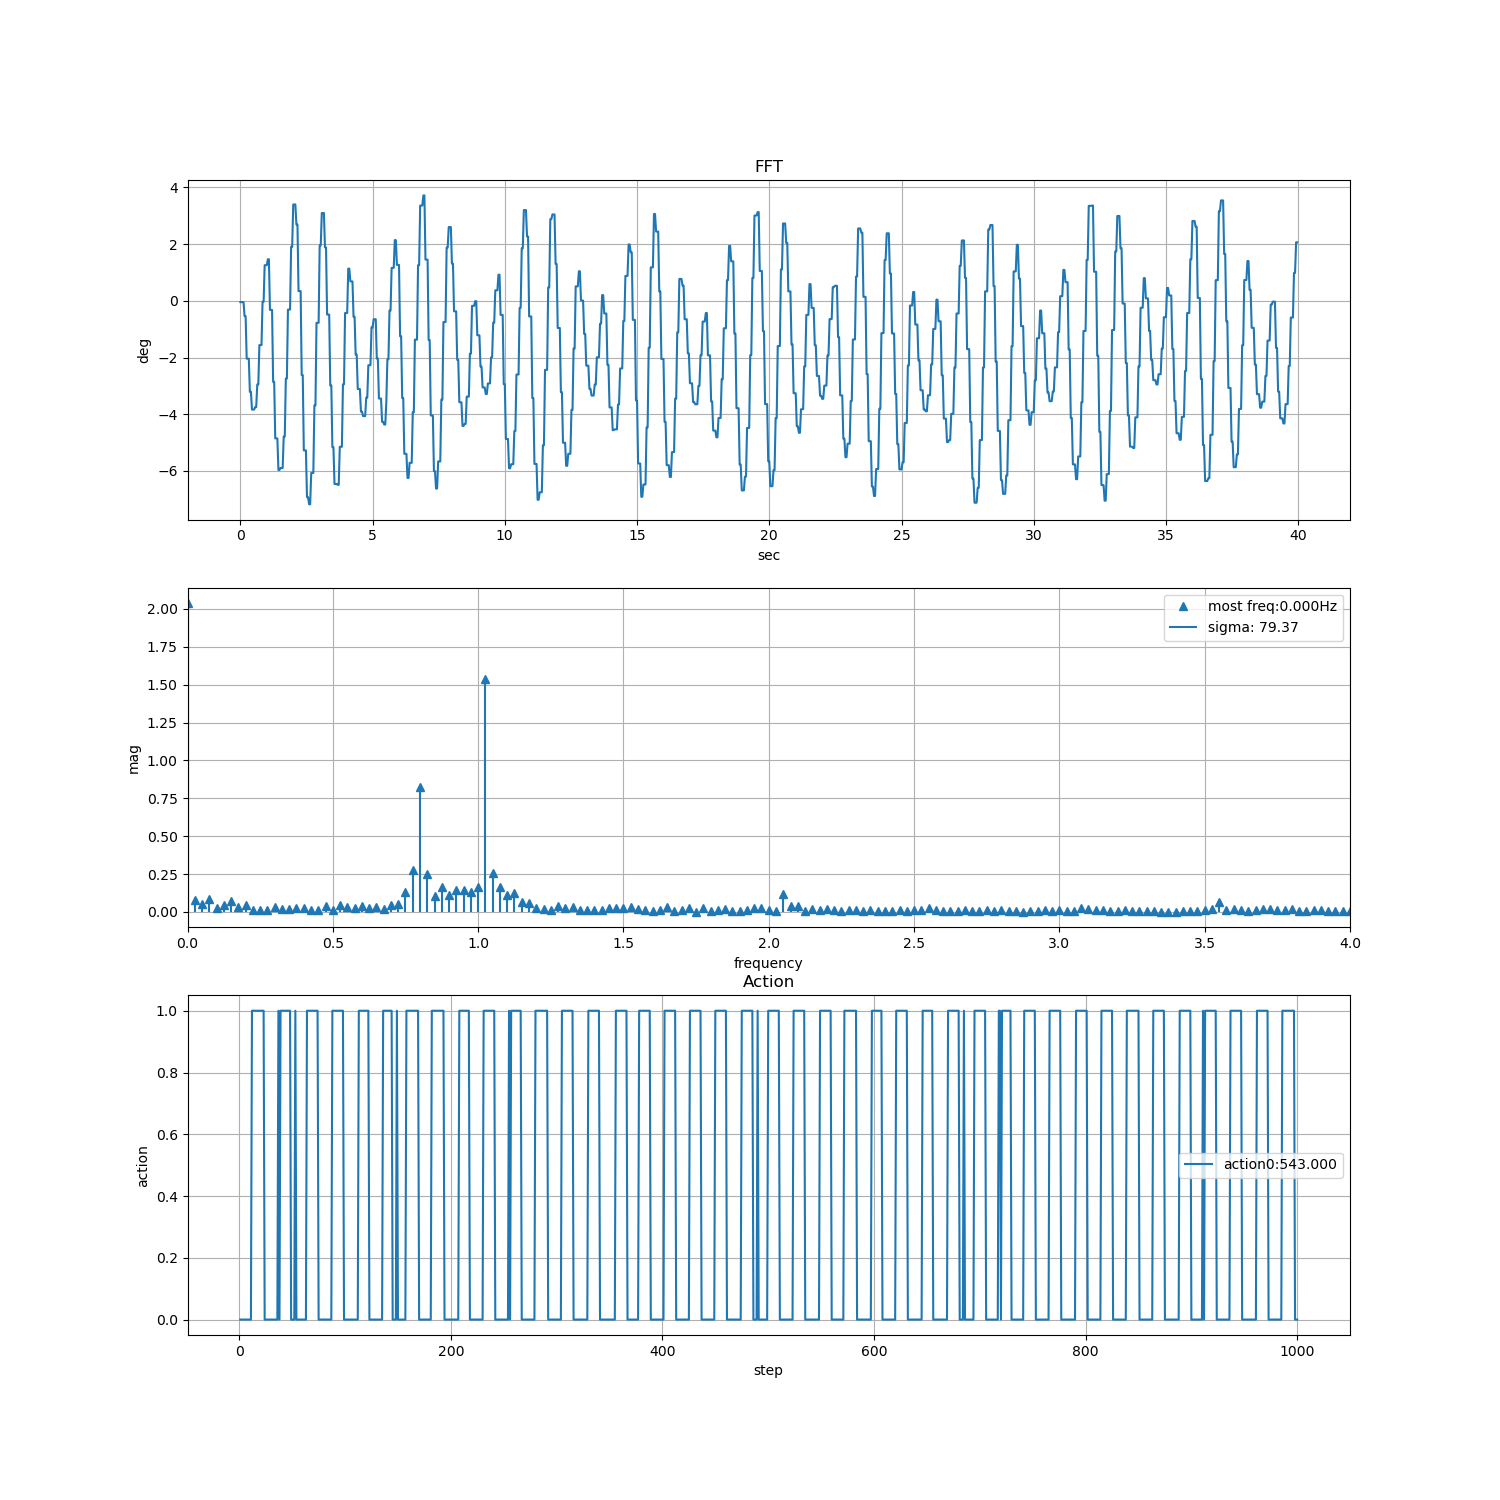 FFT
4
2
0
−2
−4
−6
deg
0 5 10 15 20 25 30 35 40
sec
2.00
1.75
1.50
1.25
1.00
0.75
0.50
0.25
0.00
mag
most freq:0.000Hz
sigma: 79.37
0.0 0.5 1.0 1.5 2.0 2.5 3.0 3.5 4.0
frequency
Action
1.0
0.8
0.6
0.4
0.2
0.0
action
action0:543.000
0 200 400 600 800 1000
step